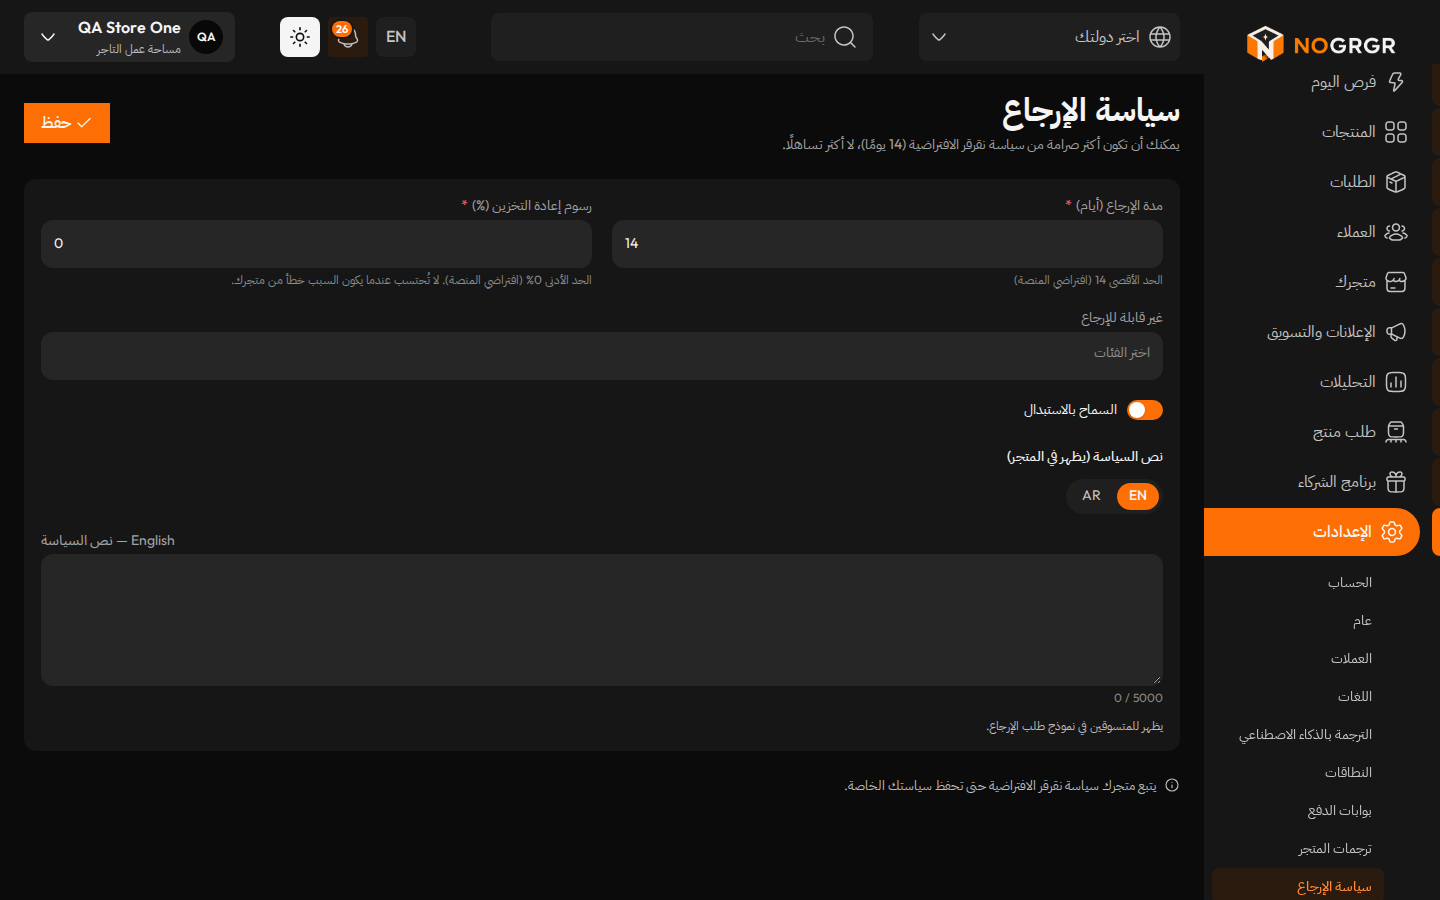 NOGRGR
اختر دولتك
بحث
EN
26
QA Store One
مساحة عمل التاجر
QA
فرص اليوم
المنتجات
الطلبات
العملاء
متجرك
الإعلانات والتسويق
التحليلات
طلب منتج
برنامج الشركاء
الإعدادات
الحساب
عام
العملات
اللغات
الترجمة بالذكاء الاصطناعي
النطاقات
بوابات الدفع
ترجمات المتجر
سياسة الإرجاع
سياسة الإرجاع
يمكنك أن تكون أكثر صرامة من سياسة نقرقر الافتراضية (14 يومًا)، لا أكثر تساهلًا.
حفظ
مدة الإرجاع (أيام) *
14
الحد الأقصى 14 (افتراضي المنصة)
رسوم إعادة التخزين (%) *
0
الحد الأدنى 0% (افتراضي المنصة). لا تُحتسب عندما يكون السبب خطأ من متجرك.
غير قابلة للإرجاع
اختر الفئات
السماح بالاستبدال
نص السياسة (يظهر في المتجر)
EN
AR
نص السياسة — English
0 / 5000
يظهر للمتسوقين في نموذج طلب الإرجاع.
يتبع متجرك سياسة نقرقر الافتراضية حتى تحفظ سياستك الخاصة.